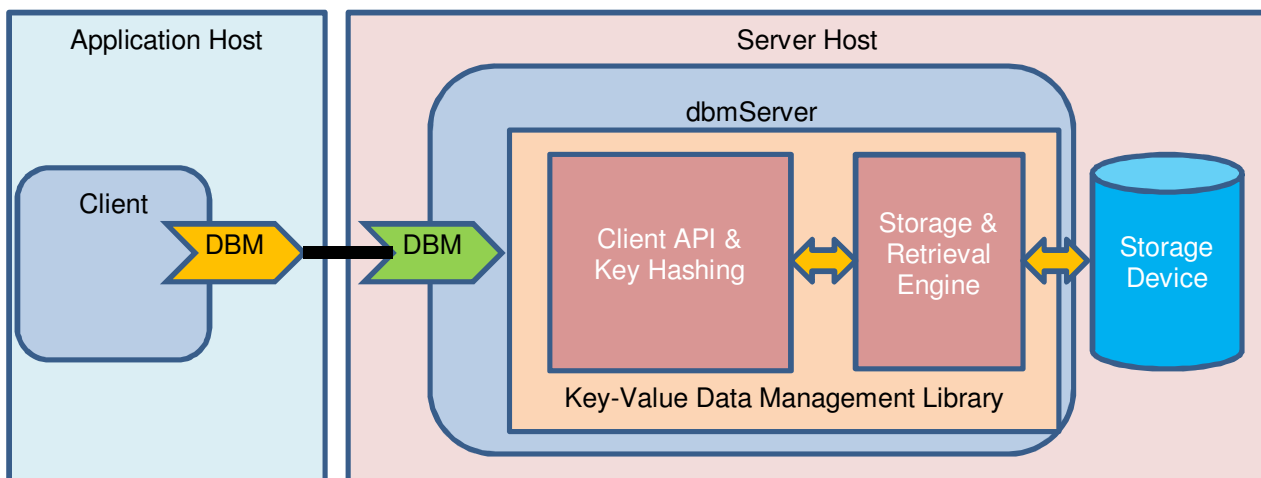 Application Host
Server Host
dbmServer
Client
DBM
DBM
Client API &
Key Hashing
Storage &
Retrieval
Engine
Storage
Device
Key-Value Data Management Library